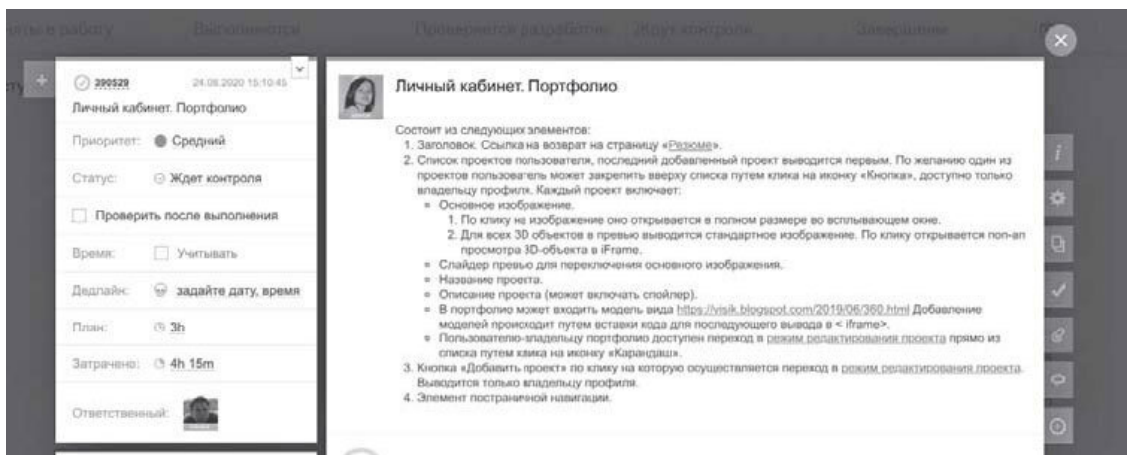 яты в работу
Выполняются
Проверяется разработчи
Ждут контроля
Завершённые
390529
24.08.2020 15:10:45
Личный кабинет. Портфолио
Приоритет: Средний
Статус: Ждет контроля
Проверить после выполнения
Время: Учитывать
Дедлайн: задайте дату, время
План: 3h
Затрачено: 4h 15m
Ответственный:
Личный кабинет. Портфолио
Состоит из следующих элементов:
1. Заголовок. Ссылка на возврат на страницу «Резюме».
2. Список проектов пользователя, последний добавленный проект выводится первым. По желанию один из
проектов пользователь может закрепить вверху списка путем клика на иконку «Кнопка», доступно только
владельцу профиля. Каждый проект включает:
Основное изображение.
1. По клику на изображение оно открывается в полном размере во всплывающем окне.
2. Для всех 3D объектов в превью выводится стандартное изображение. По клику открывается поп-ап
просмотра 3D-объекта в iFrame.
Слайдер превью для переключения основного изображения.
Название проекта.
Описание проекта (может включать спойлер).
В портфолио может входить модель вида https://visik.blogspot.com/2019/06/360.html Добавление
моделей происходит путем вставки кода для последующего вывода в < iframe>.
Пользователю-владельцу портфолио доступен переход в режим редактирования проекта прямо из
списка путем клика на иконку «Карандаш».
3. Кнопка «Добавить проект» по клику на которую осуществляется переход в режим редактирования проекта.
Выводится только владельцу профиля.
4. Элемент постраничной навигации.